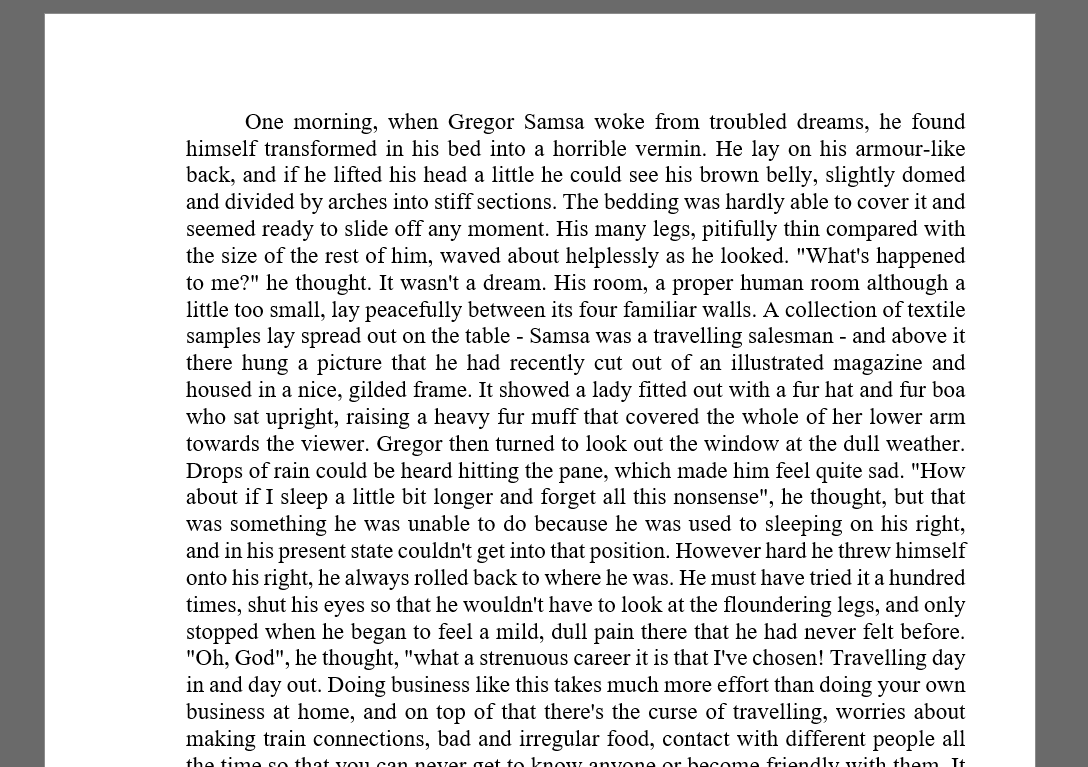 One morning, when Gregor Samsa woke from troubled dreams, he found
himself transformed in his bed into a horrible vermin. He lay on his armour-like
back, and if he lifted his head a little he could see his brown belly, slightly domed
and divided by arches into stiff sections. The bedding was hardly able to cover it and
seemed ready to slide off any moment. His many legs, pitifully thin compared with
the size of the rest of him, waved about helplessly as he looked. "What's happened
to me?" he thought. It wasn't a dream. His room, a proper human room although a
little too small, lay peacefully between its four familiar walls. A collection of textile
samples lay spread out on the table - Samsa was a travelling salesman - and above it
there hung a picture that he had recently cut out of an illustrated magazine and
housed in a nice, gilded frame. It showed a lady fitted out with a fur hat and fur boa
who sat upright, raising a heavy fur muff that covered the whole of her lower arm
towards the viewer. Gregor then turned to look out the window at the dull weather.
Drops of rain could be heard hitting the pane, which made him feel quite sad. "How
about if I sleep a little bit longer and forget all this nonsense", he thought, but that
was something he was unable to do because he was used to sleeping on his right,
and in his present state couldn't get into that position. However hard he threw himself
onto his right, he always rolled back to where he was. He must have tried it a hundred
times, shut his eyes so that he wouldn't have to look at the floundering legs, and only
stopped when he began to feel a mild, dull pain there that he had never felt before.
"Oh, God", he thought, "what a strenuous career it is that I've chosen! Travelling day
in and day out. Doing business like this takes much more effort than doing your own
business at home, and on top of that there's the curse of travelling, worries about
making train connections, bad and irregular food, contact with different people all
the time so that you can never get to know anyone or become friendly with them. It